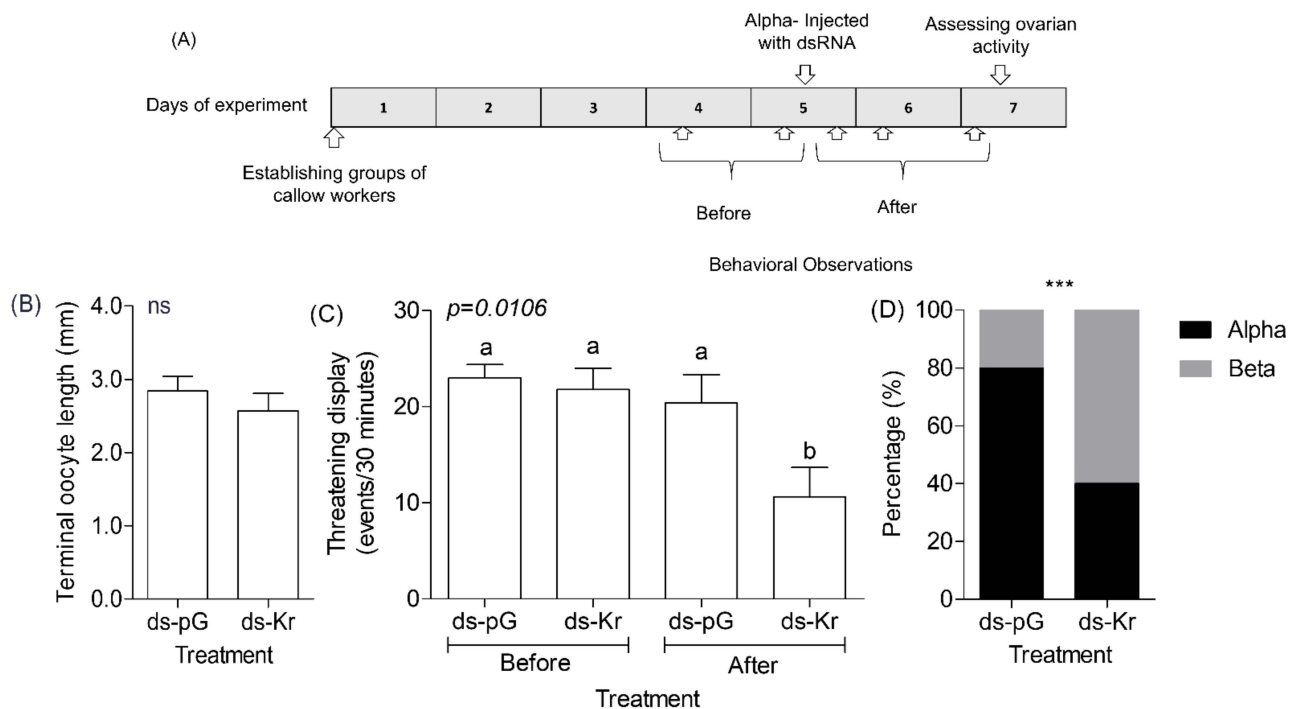 (A)
Alpha- Injected
with dsRNA
Assessing ovarian
activity
Days of experiment
1 2 3 4 5 6 7
Establishing groups of
callow workers
Before
After
Behavioral Observations
(B)
ns
Terminal oocyte length (mm)
4.0
3.0
2.0
1.0
0.0
ds-pG ds-Kr
Treatment
(C)
p=0.0106
Threatening display
(events/30 minutes)
30
20
10
0
a
a
a
b
ds-pG ds-Kr ds-pG ds-Kr
Before After
Treatment
(D)
***
Percentage (%)
100
80
60
40
20
0
ds-pG ds-Kr
Treatment
Alpha
Beta